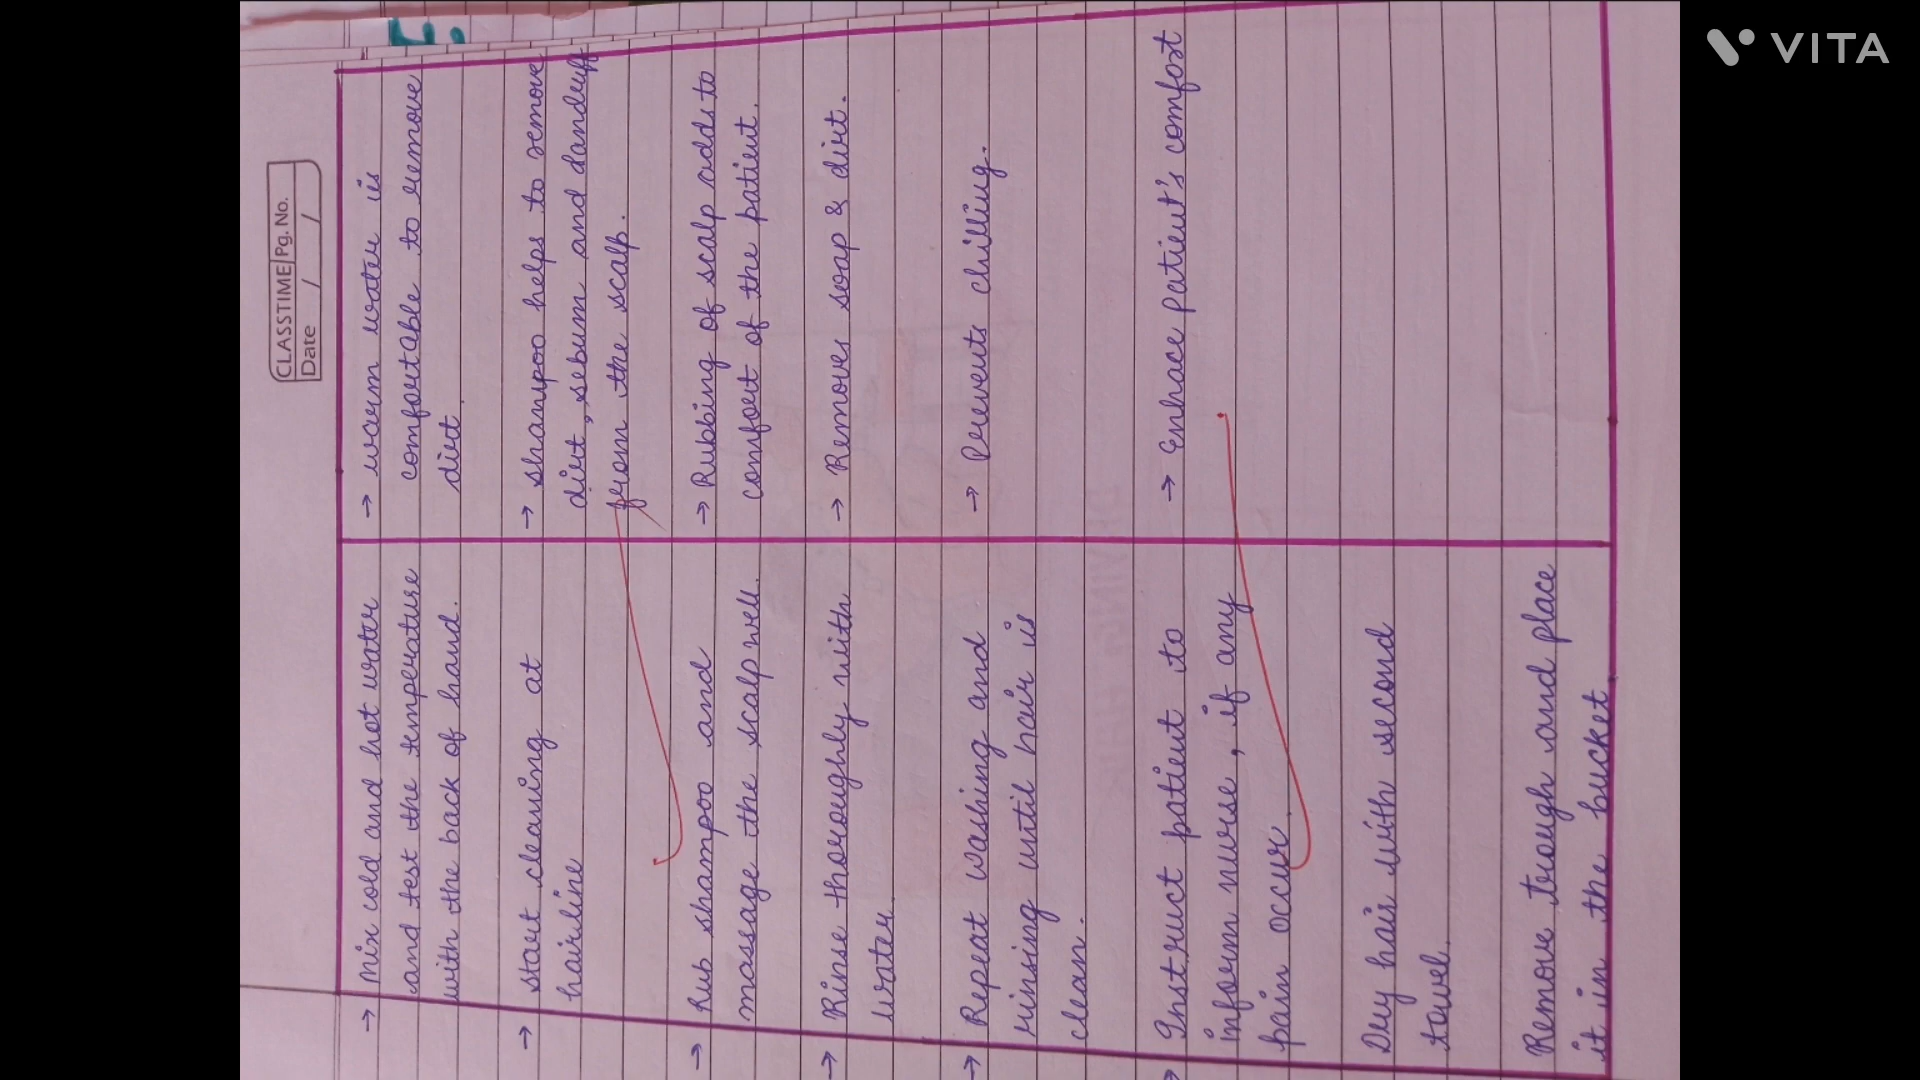 VITA
CLASSTIME Pg. No.
Date / /
→ Mix cold and hot water
and test the temperature
with the back of hand.
→ warm water is
comfortable to remove
dirt.
→ start cleaning at
hairline
→ shampoo helps to remove
dirt, sebum and dandruff
from the scalp.
→ Rub shampoo and
massage the scalp well.
→ Rubbing of scalp adds to
comfort of the patient.
→ Rinse thoroughly with
water.
→ Removes soap & dirt.
→ Repeat washing and
rinsing until hair is
clean.
→ Prevents chilling.
→ Instruct patient to
inform nurse, if any
pain occur.
→ Enhace patient's comfort
Dry hair with second
towel.
Remove trough and place
it in the bucket.